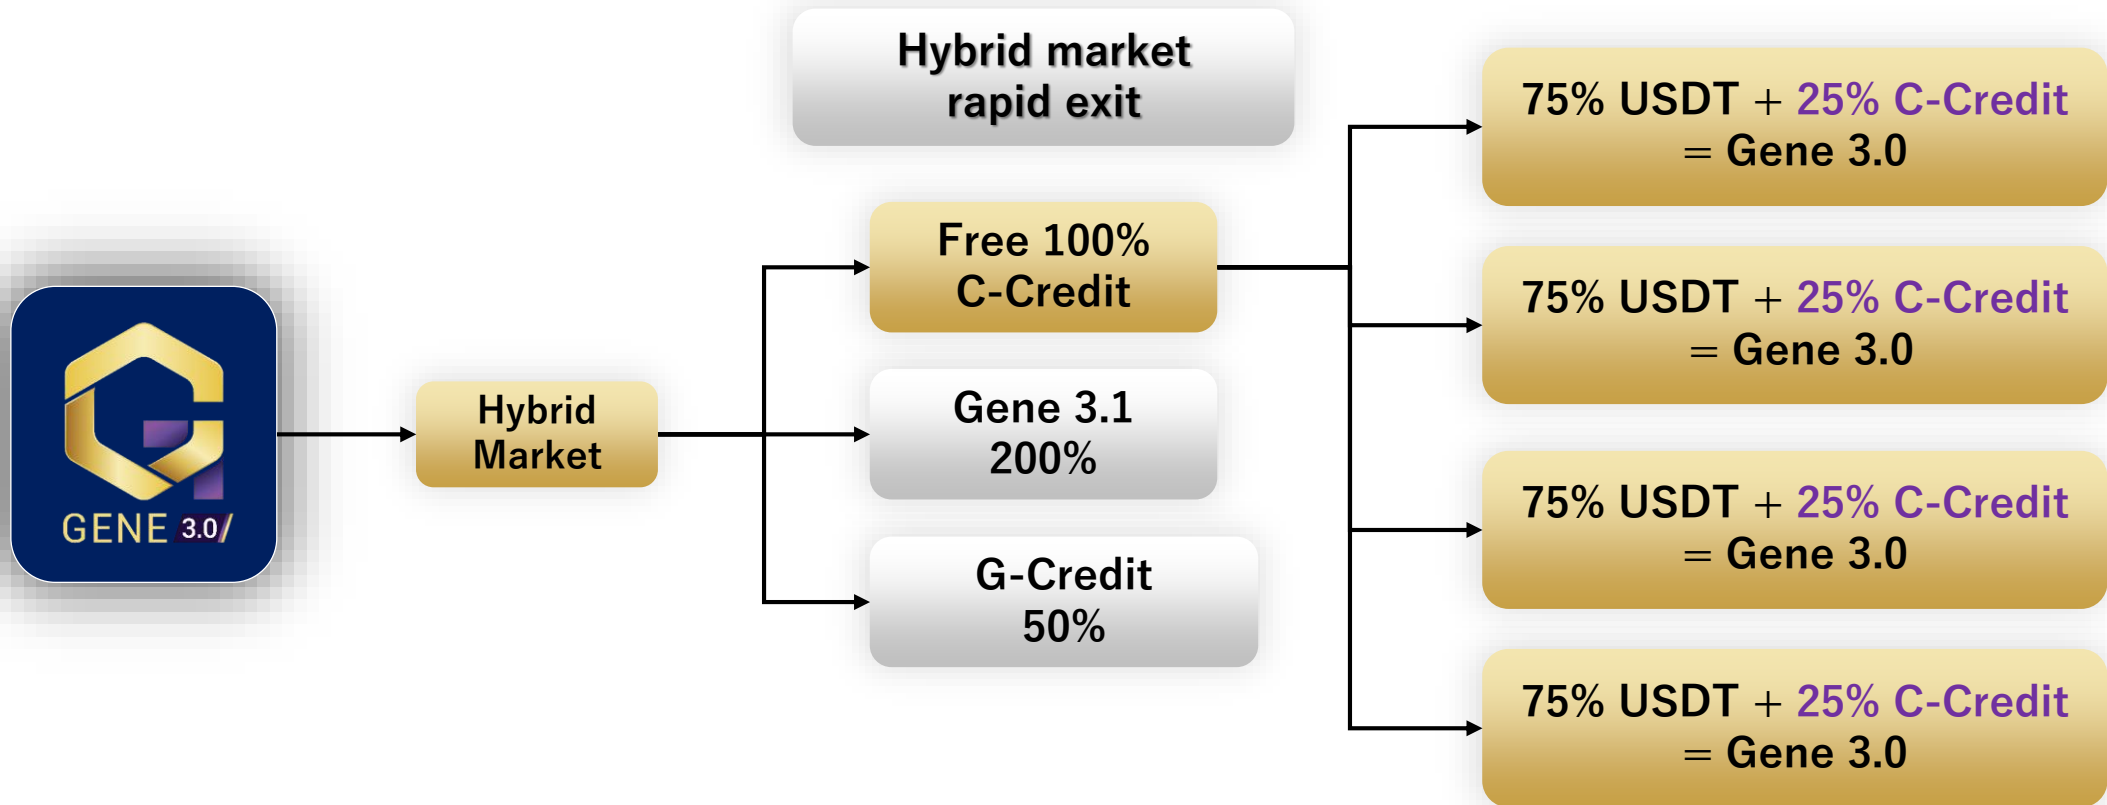 Hybrid market
rapid exit
GENE 3.0/
Hybrid
Market
Free 100%
C-Credit
Gene 3.1
200%
G-Credit
50%
75% USDT + 25% C-Credit
= Gene 3.0
75% USDT + 25% C-Credit
= Gene 3.0
75% USDT + 25% C-Credit
= Gene 3.0
75% USDT + 25% C-Credit
= Gene 3.0